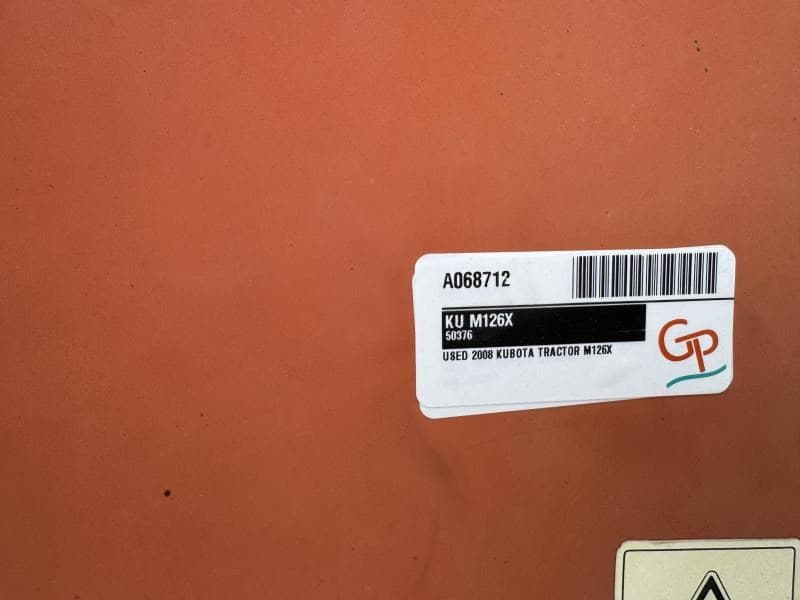 A068712
KU M126X
50376
USED 2008 KUBOTA TRACTOR M126X
GP